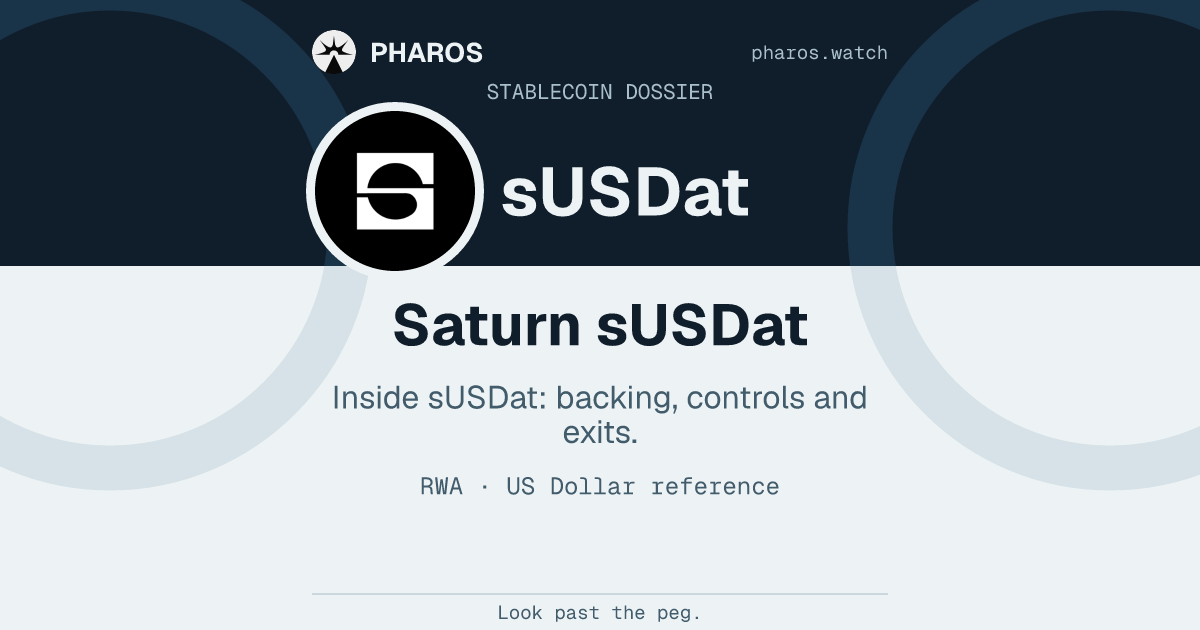 PHAROS
pharos.watch
STABLECOIN DOSSIER
sUSDat
Saturn sUSDat
Inside sUSDat: backing, controls and
exits.
RWA · US Dollar reference
Look past the peg.